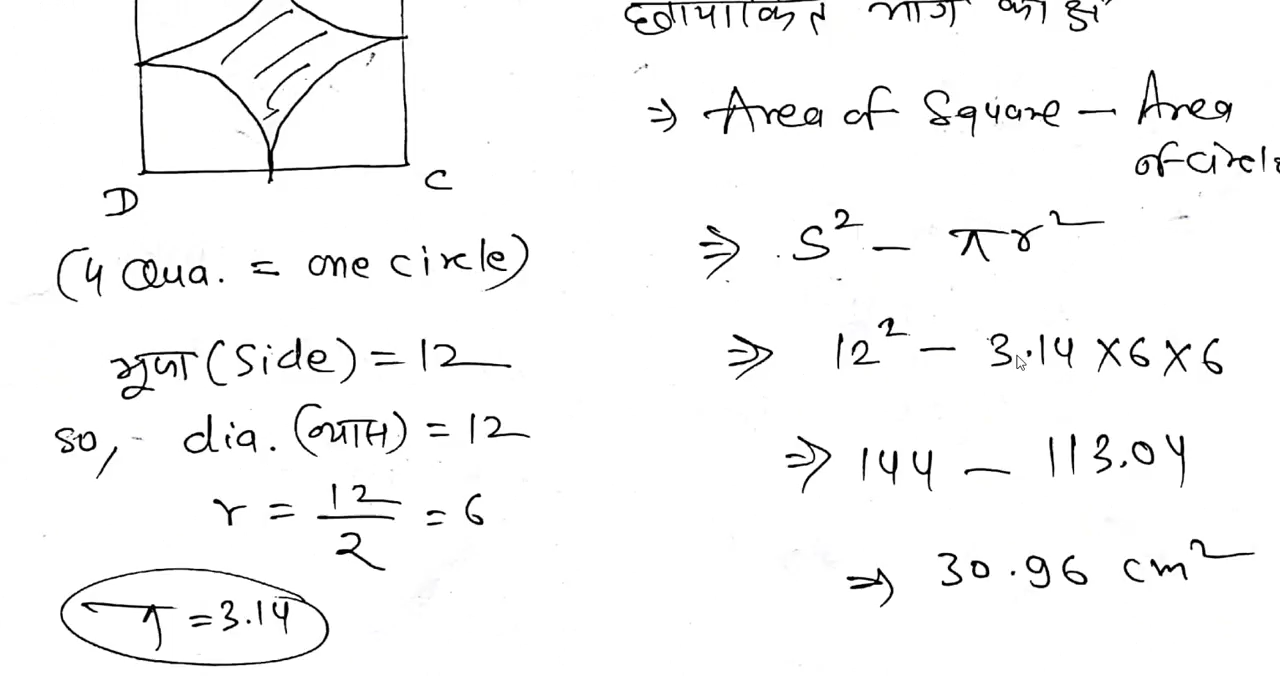 छायांकित भाग का क्षे
⇒ Area of Square - Area
of circle
D
C
(4 Qua. = one circle)
⇒ S² - πr²
भुजा (Side) = 12
⇒ 12² - 3.14 × 6 × 6
so, - dia. (व्यास) = 12
⇒ 144 - 113.04
r = 12/2 = 6
⇒ 30.96 cm²
π = 3.14